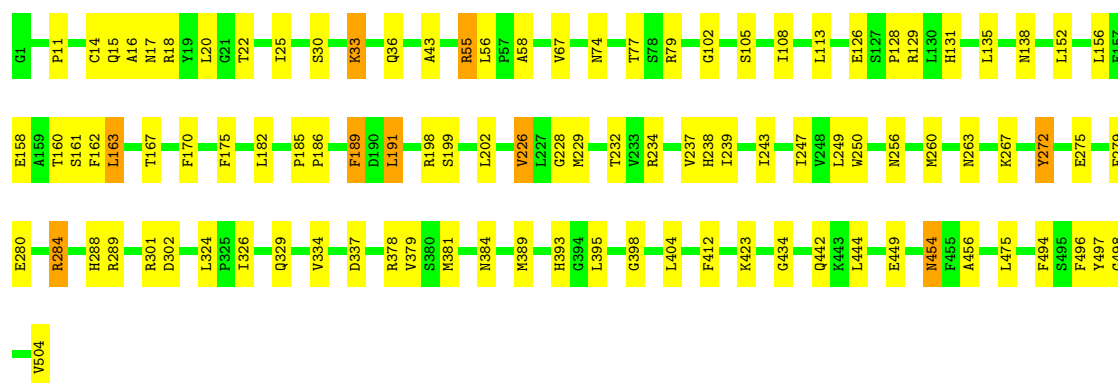 G1 P11 C14 Q15 A16 N17 R18 Y19 L20 G21 T22 I25 S30 K33 Q36 A43 R55 L56 P57 A58 V67 N74 T77 S78 R79 G102 S105 I108 L113 E126 S127 P128 R129 L130 H131 L135 N138 L152 L156 E157
E158 A159 T160 S161 F162 L163 T167 F170 F175 L182 P185 P186 F189 D190 L191 R198 S199 L202 V226 L227 G228 M229 T232 V233 R234 V237 H238 I239 I243 I247 V248 L249 W250 N256 M260 N263 K267 Y272 E275
E280 R284 H288 R289 R301 D302 L324 P325 I326 Q329 V334 D337 R378 V379 S380 M381 N384 M389 H393 G394 L395 G398 L404 F412 K423 G434 Q442 K443 L444 E449 N454 F455 A456 L475 F494 S495 F496 Y497
V504